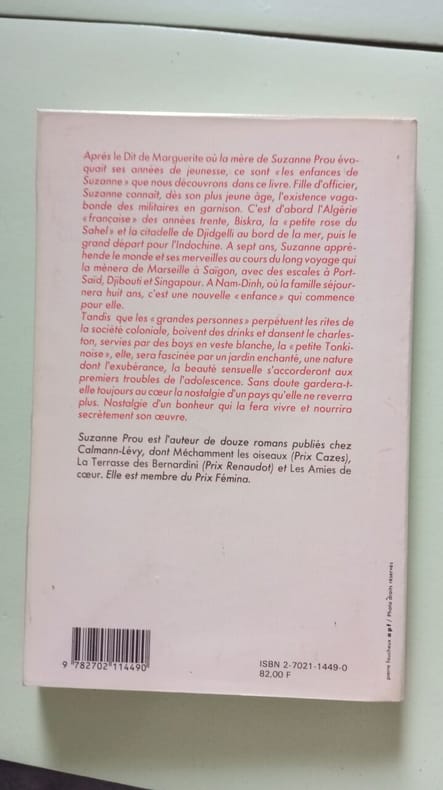 Après le Dit de Marguerite où la mère de Suzanne Prou évo-
quait ses années de jeunesse, ce sont «les enfances de
Suzanne» que nous découvrons dans ce livre. Fille d'officier,
Suzanne connaît, dès son plus jeune âge, l'existence vaga-
bonde des militaires en garnison. C'est d'abord l'Algérie
«française» des années trente, Biskra, la «petite rose du
Sahel» et la citadelle de Djidgelli au bord de la mer, puis le
grand départ pour l'Indochine. A sept ans, Suzanne appré-
hende le monde et ses merveilles au cours du long voyage qui
la mènera de Marseille à Saïgon, avec des escales à Port-
Saïd, Djibouti et Singapour. A Nam-Dinh, où la famille séjour-
nera huit ans, c'est une nouvelle «enfance» qui commence
pour elle.
Tandis que les «grandes personnes» perpétuent les rites de
la société coloniale, boivent des drinks et dansent le charles-
ton, servies par des boys en veste blanche, la «petite Tonki-
noise», elle, sera fascinée par un jardin enchanté, une nature
dont l'exubérance, la beauté sensuelle s'accorderont aux
premiers troubles de l'adolescence. Sans doute gardera-t-
elle toujours au cœur la nostalgie d'un pays qu'elle ne reverra
plus. Nostalgie d'un bonheur qui la fera vivre et nourrira
secrètement son œuvre.
Suzanne Prou est l'auteur de douze romans publiés chez
Calmann-Lévy, dont Méchamment les oiseaux (Prix Cazes),
La Terrasse des Bernardini (Prix Renaudot) et Les Amies de
cœur. Elle est membre du Prix Fémina.
pierre faucheux apf / Photo droits réservés
9 782702 114490
ISBN 2-7021-1449-0
82.00 F